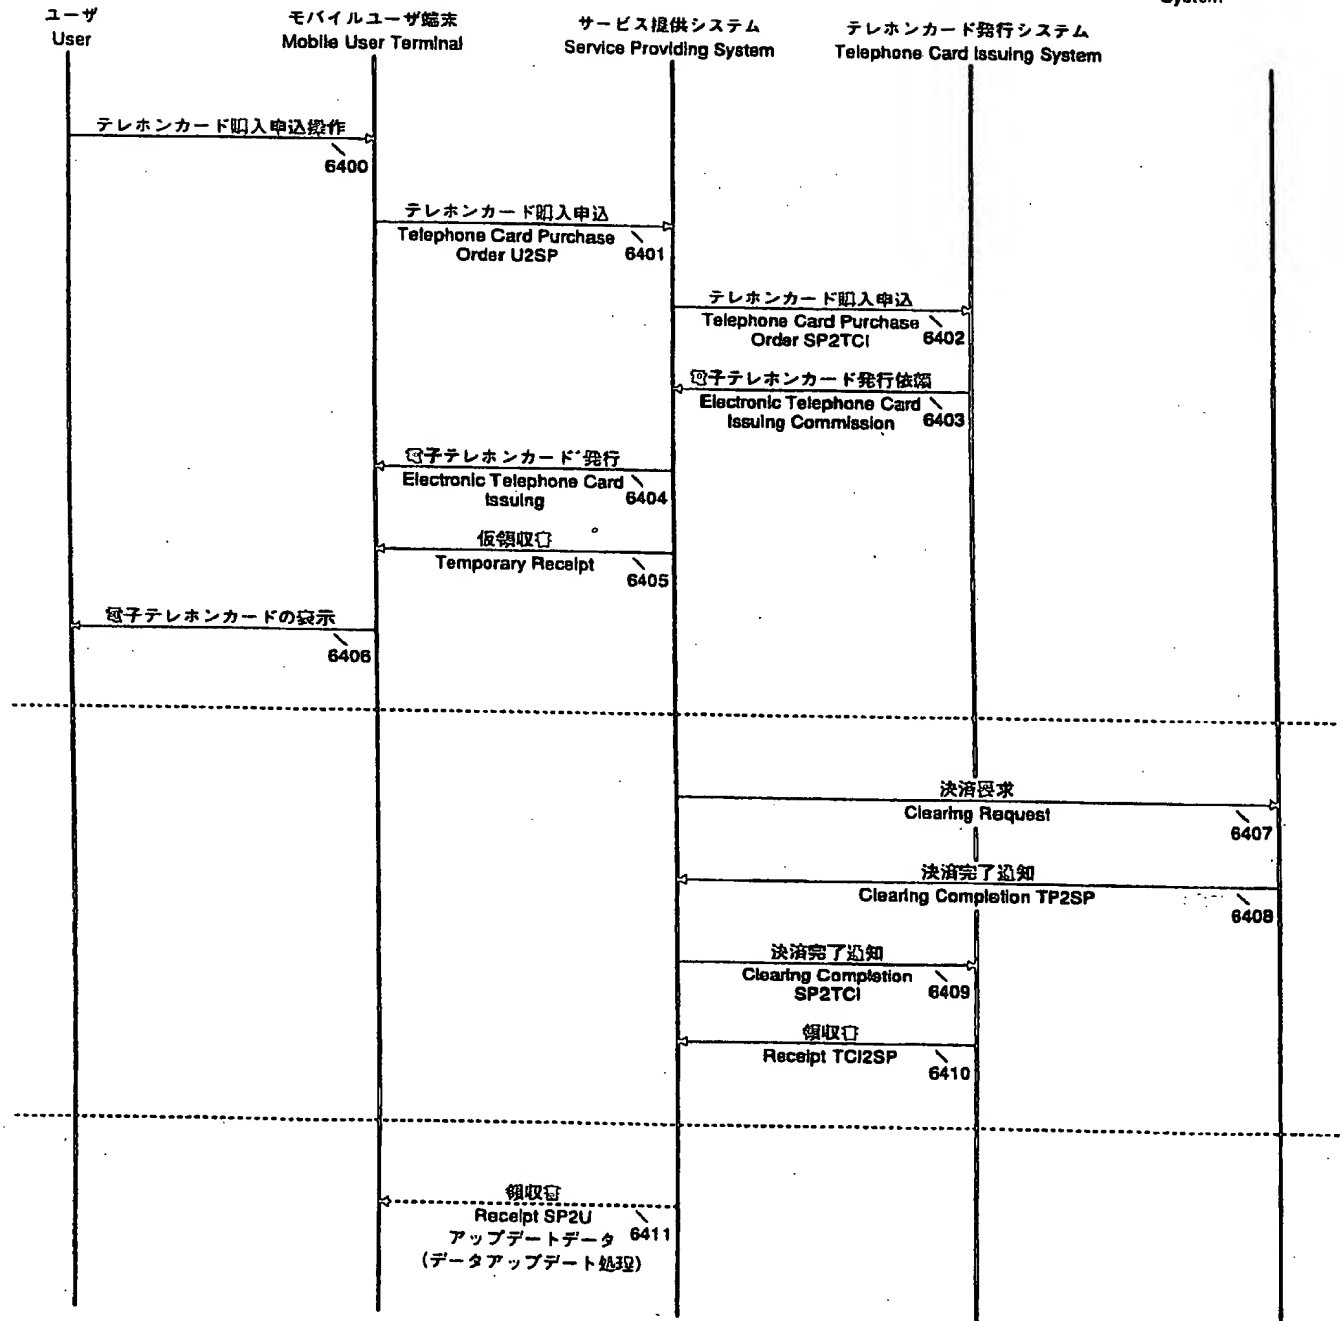 System
ユーザ
User
モバイルユーザ端末
Mobile User Terminal
サービス提供システム
Service Providing System
テレホンカード発行システム
Telephone Card Issuing System
テレホンカード購入申込操作
6400
テレホンカード購入申込
Telephone Card Purchase
Order U2SP
6401
テレホンカード購入申込
Telephone Card Purchase
Order SP2TCI
6402
電子テレホンカード発行依頼
Electronic Telephone Card
Issuing Commission
6403
電子テレホンカード発行
Electronic Telephone Card
Issuing
6404
仮領収書
Temporary Receipt
6405
電子テレホンカードの表示
6406
決済要求
Clearing Request
6407
決済完了通知
Clearing Completion TP2SP
6408
決済完了通知
Clearing Completion
SP2TCI
6409
領収書
Receipt TCI2SP
6410
領収書
Receipt SP2U
6411
アップデートデータ
(データアップデート処理)